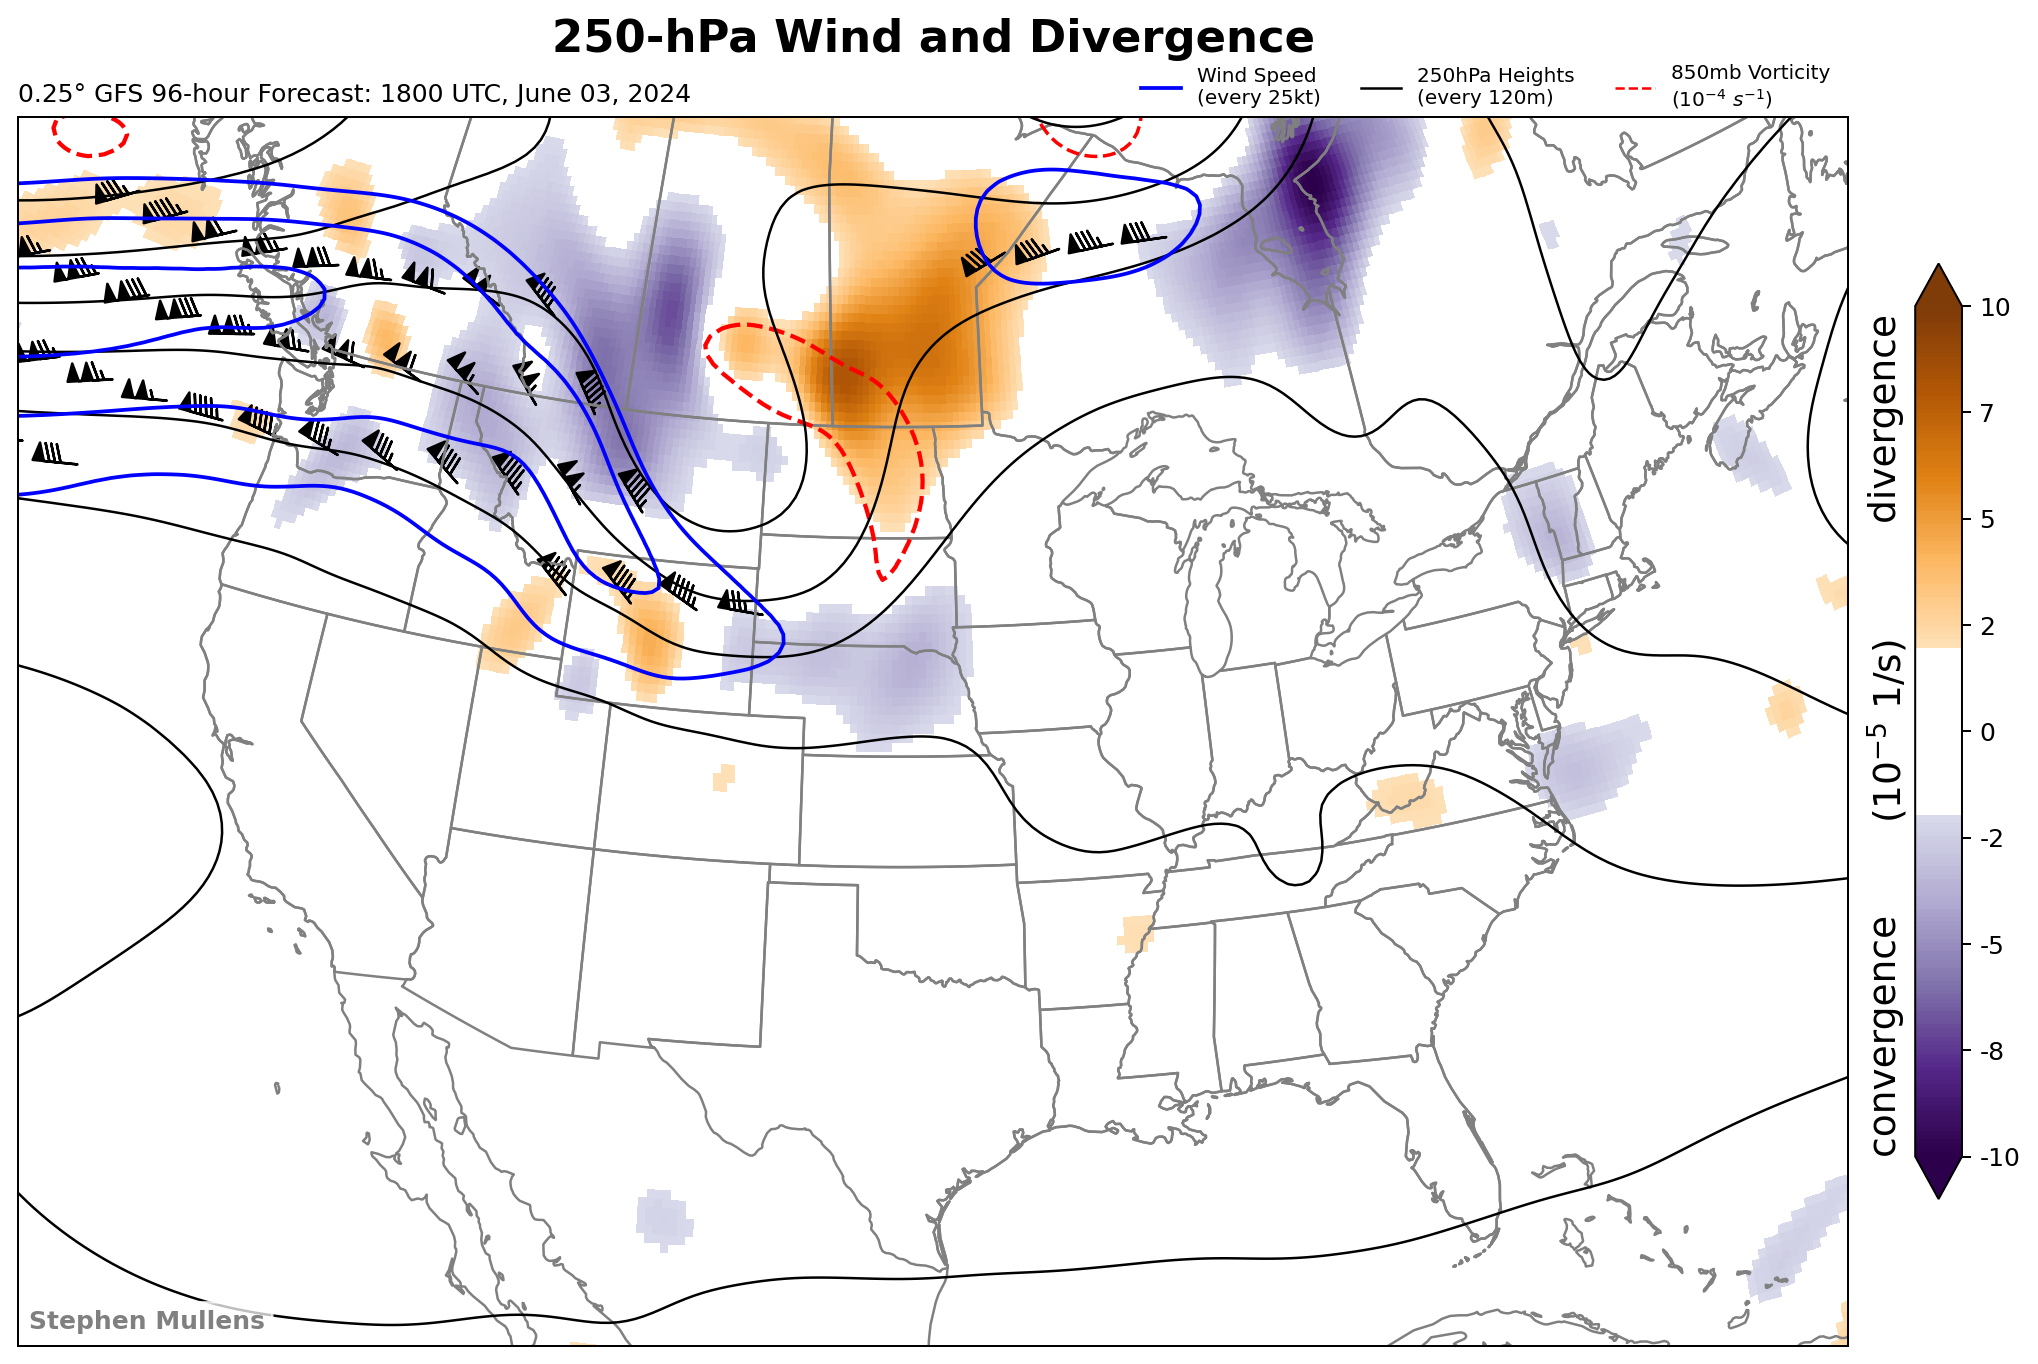 250-hPa Wind and Divergence
0.25° GFS 96-hour Forecast: 1800 UTC, June 03, 2024
Wind Speed
(every 25kt)
250hPa Heights
(every 120m)
850mb Vorticity
(10⁻⁴ s⁻¹)
10
7
5
2
0
-2
-5
-8
-10
convergence (10⁻⁵ 1/s) divergence
Stephen Mullens